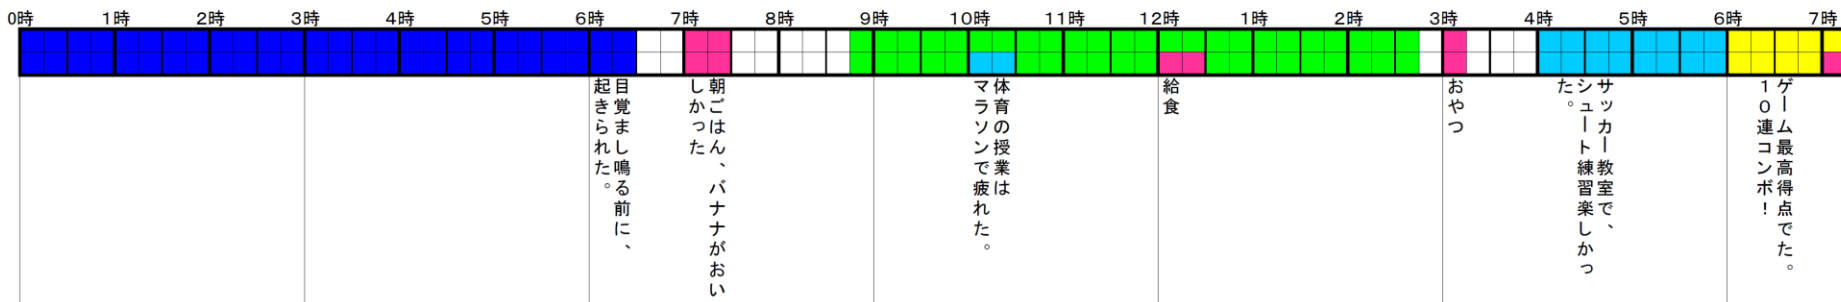 0時 1時 2時 3時 4時 5時 6時 7時 8時 9時 10時 11時 12時 1時 2時 3時 4時 5時 6時 7時
目覚まし鳴る前に、
起きられた。
朝ごはん、バナナがおい
しかった
体育の授業は
マラソンで疲れた。
給食
おやつ
サッカー教室で、
シュート練習楽しかっ
た。
ゲーム最高得点でた。
10連コンボ！